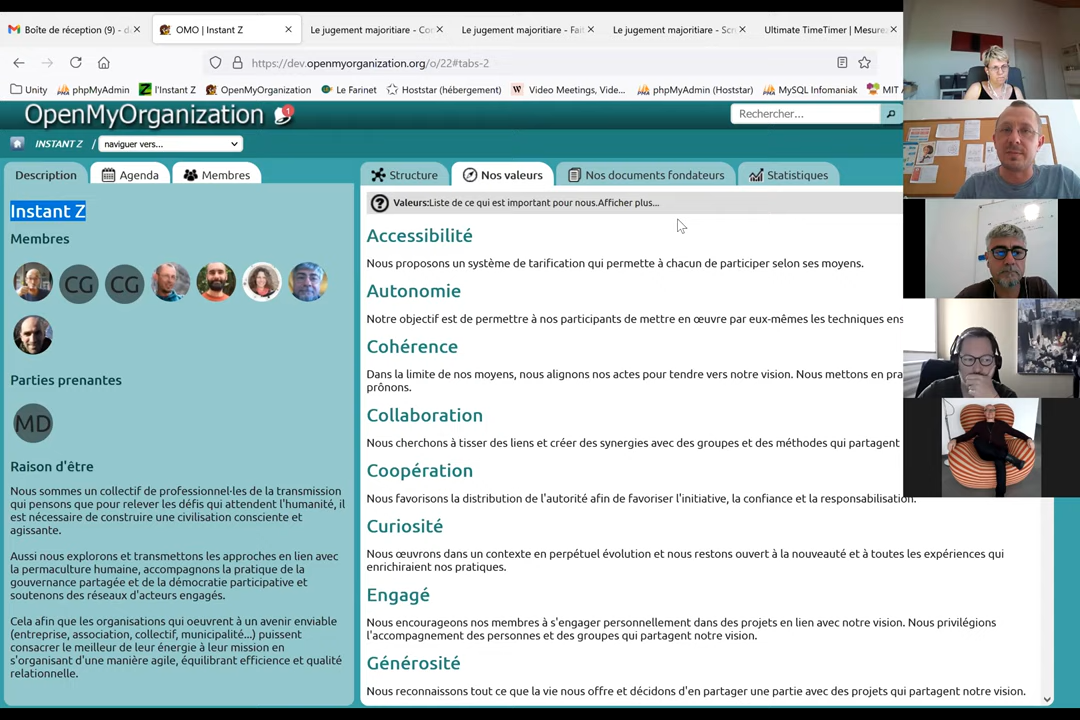 Boîte de réception (9) - d
OMO | Instant Z
Le jugement majoritaire - Co
Le jugement majoritaire - Fai
Le jugement majoritaire - Scr
Ultimate TimeTimer | Mesure
https://dev.openmyorganization.org/o/22#tabs-2
Unity
phpMyAdmin
l'Instant Z
OpenMyOrganization
Le Farinet
Hoststar (hébergement)
Video Meetings, Vide...
phpMyAdmin (Hoststar)
MySQL Infomaniak
MIT
OpenMyOrganization
1
Rechercher...
INSTANT Z / naviguer vers...
Description
Agenda
Membres
Structure
Nos valeurs
Nos documents fondateurs
Statistiques
Instant Z
Membres
CG
CG
Parties prenantes
MD
Raison d'être
Nous sommes un collectif de professionnel·les de la transmission
qui pensons que pour relever les défis qui attendent l'humanité, il
est nécessaire de construire une civilisation consciente et
agissante.
Aussi nous explorons et transmettons les approches en lien avec
la permaculture humaine, accompagnons la pratique de la
gouvernance partagée et de la démocratie participative et
soutenons des réseaux d'acteurs engagés.
Cela afin que les organisations qui oeuvrent à un avenir enviable
(entreprise, association, collectif, municipalité...) puissent
consacrer le meilleur de leur énergie à leur mission en
s'organisant d'une manière agile, équilibrant efficience et qualité
relationnelle.
Valeurs:Liste de ce qui est important pour nous.Afficher plus...
Accessibilité
Nous proposons un système de tarification qui permette à chacun de participer selon ses moyens.
Autonomie
Notre objectif est de permettre à nos participants de mettre en œuvre par eux-mêmes les techniques ens
Cohérence
Dans la limite de nos moyens, nous alignons nos actes pour tendre vers notre vision. Nous mettons en pra
prônons.
Collaboration
Nous cherchons à tisser des liens et créer des synergies avec des groupes et des méthodes qui partagent
Coopération
Nous favorisons la distribution de l'autorité afin de favoriser l'initiative, la confiance et la responsabilisation.
Curiosité
Nous œuvrons dans un contexte en perpétuel évolution et nous restons ouvert à la nouveauté et à toutes les expériences qui
enrichiraient nos pratiques.
Engagé
Nous encourageons nos membres à s'engager personnellement dans des projets en lien avec notre vision. Nous privilégions
l'accompagnement des personnes et des groupes qui partagent notre vision.
Générosité
Nous reconnaissons tout ce que la vie nous offre et décidons d'en partager une partie avec des projets qui partagent notre vision.